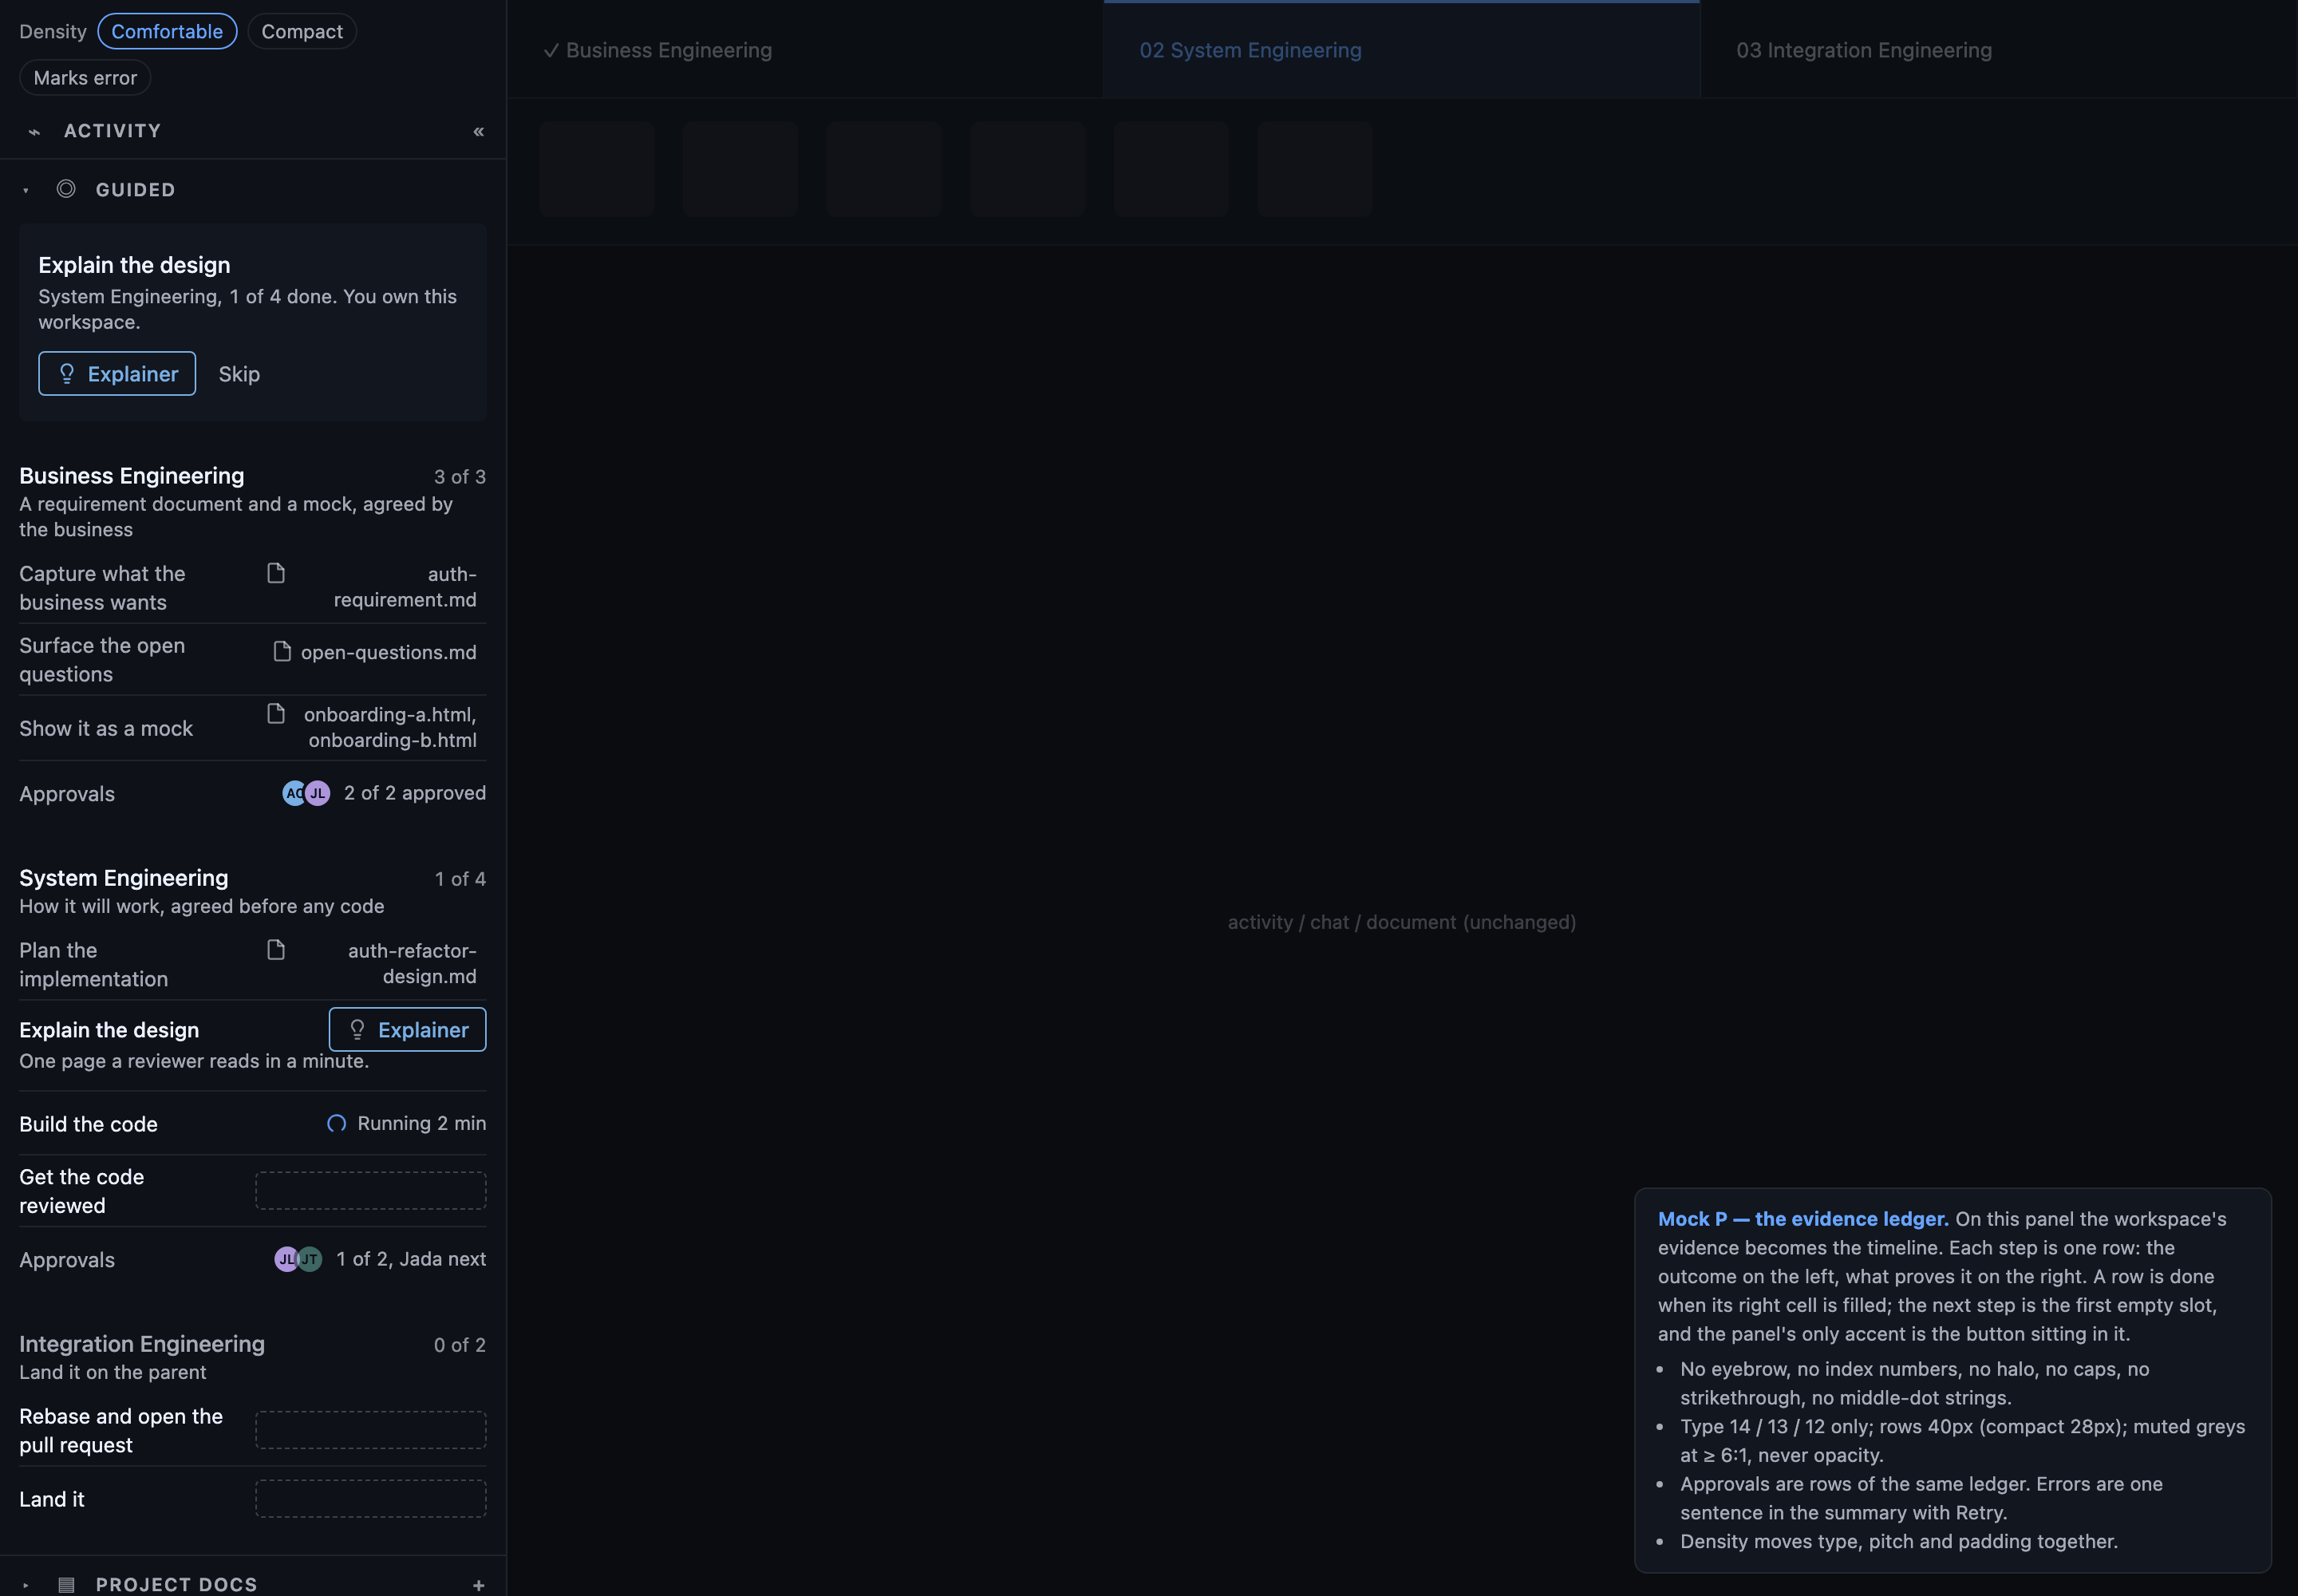 Density Comfortable Compact
Marks error
ACTIVITY «
GUIDED
Explain the design
System Engineering, 1 of 4 done. You own this
workspace.
Explainer Skip
Business Engineering 3 of 3
A requirement document and a mock, agreed by
the business
Capture what the
business wants
auth-
requirement.md
Surface the open
questions
open-questions.md
Show it as a mock
onboarding-a.html,
onboarding-b.html
Approvals AC JL 2 of 2 approved
System Engineering 1 of 4
How it will work, agreed before any code
Plan the
implementation
auth-refactor-
design.md
Explain the design Explainer
One page a reviewer reads in a minute.
Build the code Running 2 min
Get the code
reviewed
Approvals JL JT 1 of 2, Jada next
Integration Engineering 0 of 2
Land it on the parent
Rebase and open the
pull request
Land it
PROJECT DOCS +
✓ Business Engineering
02 System Engineering
03 Integration Engineering
activity / chat / document (unchanged)
Mock P — the evidence ledger. On this panel the workspace's
evidence becomes the timeline. Each step is one row: the
outcome on the left, what proves it on the right. A row is done
when its right cell is filled; the next step is the first empty slot,
and the panel's only accent is the button sitting in it.
• No eyebrow, no index numbers, no halo, no caps, no
strikethrough, no middle-dot strings.
• Type 14 / 13 / 12 only; rows 40px (compact 28px); muted greys
at ≥ 6:1, never opacity.
• Approvals are rows of the same ledger. Errors are one
sentence in the summary with Retry.
• Density moves type, pitch and padding together.